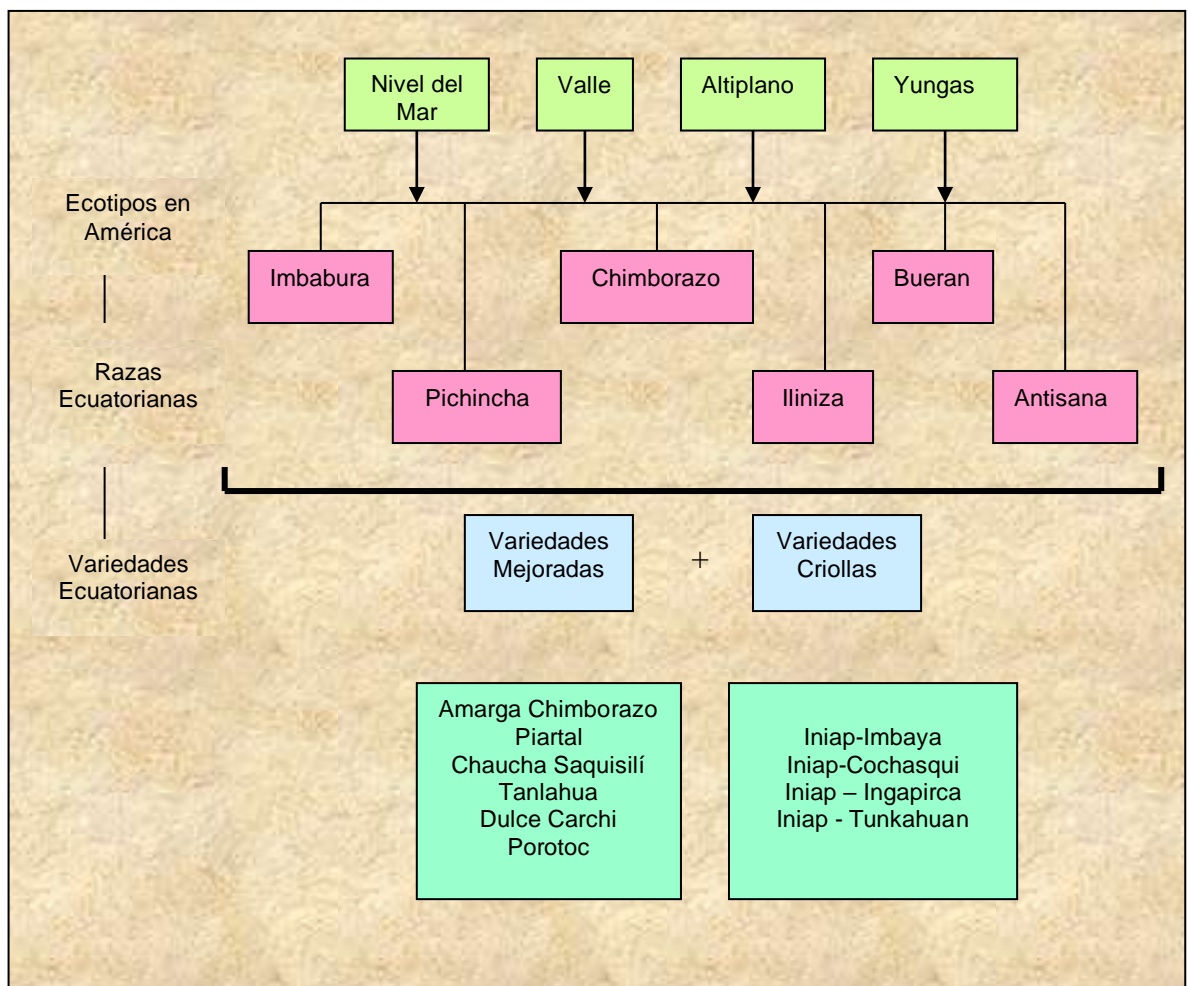 Nivel del
Mar
Valle
Altiplano
Yungas
Ecotipos en
América
Imbabura
Chimborazo
Bueran
Razas
Ecuatorianas
Pichincha
Iliniza
Antisana
Variedades
Ecuatorianas
Variedades
Mejoradas
+
Variedades
Criollas
Amarga Chimborazo
Piartal
Chaucha Saquisilí
Tanlahua
Dulce Carchi
Porotoc
Iniap-Imbaya
Iniap-Cochasqui
Iniap – Ingapirca
Iniap - Tunkahuan